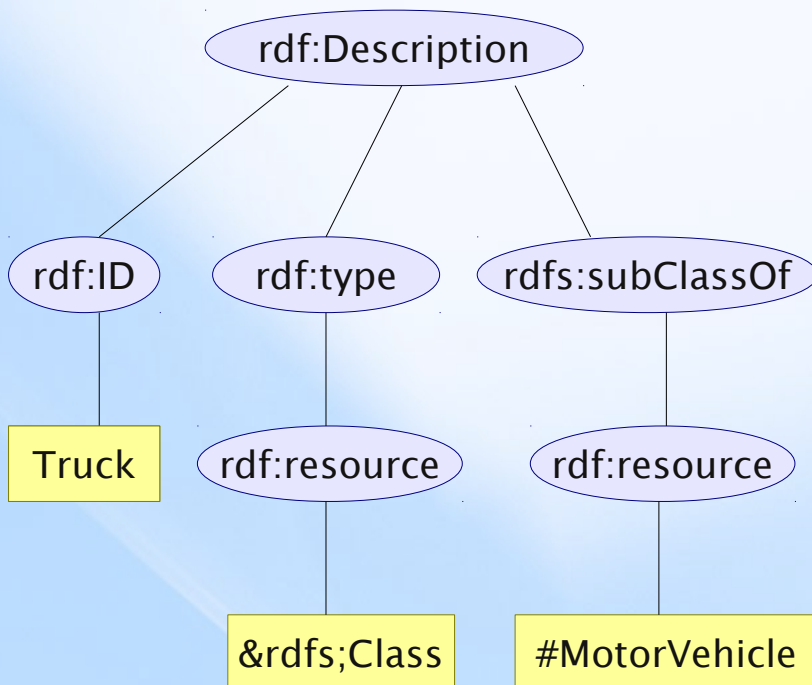 rdf:Description
rdf:ID
rdf:type
rdfs:subClassOf
Truck
rdf:resource
rdf:resource
&rdfs;Class
#MotorVehicle